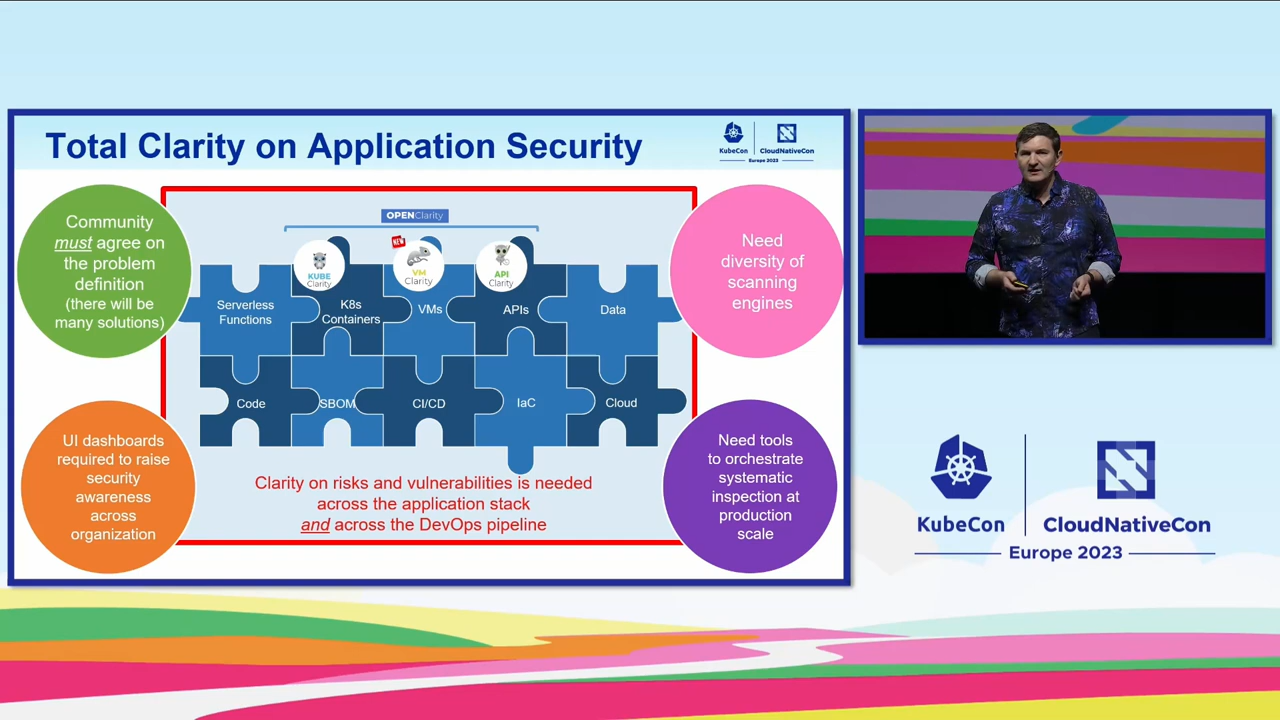 Total Clarity on Application Security
KubeCon
CloudNativeCon
Europe 2023
Community
must agree on
the problem
definition
(there will be
many solutions)
OPENClarity
KUBE
Clarity
NEW
VM
Clarity
API
Clarity
Serverless
Functions
K8s
Containers
VMs
APIs
Data
Code
SBOM
CI/CD
IaC
Cloud
Clarity on risks and vulnerabilities is needed
across the application stack
and across the DevOps pipeline
Need
diversity of
scanning
engines
UI dashboards
required to raise
security
awareness
across
organization
Need tools
to orchestrate
systematic
inspection at
production
scale
KubeCon
CloudNativeCon
Europe 2023